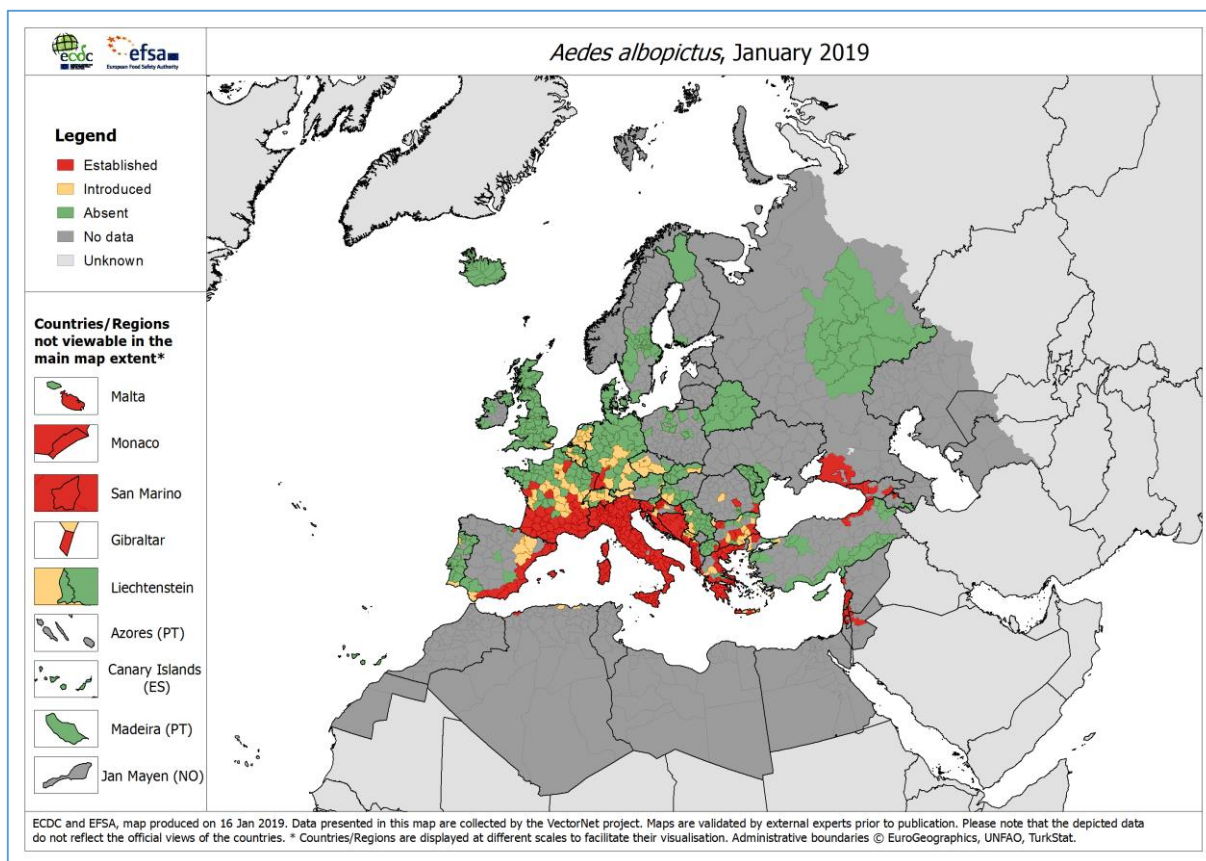 ecdc
efsa
European Food Safety Authority
Aedes albopictus, January 2019
Legend
Established
Introduced
Absent
No data
Unknown
Countries/Regions
not viewable in the
main map extent*
Malta
Monaco
San Marino
Gibraltar
Liechtenstein
Azores (PT)
Canary Islands
(ES)
Madeira (PT)
Jan Mayen (NO)
ECDC and EFSA, map produced on 16 Jan 2019. Data presented in this map are collected by the VectorNet project. Maps are validated by external experts prior to publication. Please note that the depicted data
do not reflect the official views of the countries. * Countries/Regions are displayed at different scales to facilitate their visualisation. Administrative boundaries © EuroGeographics, UNFAO, TurkStat.